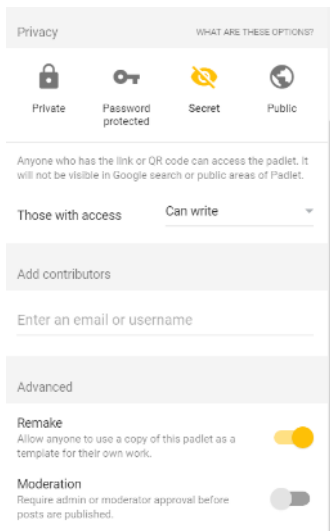 Privacy WHAT ARE THESE OPTIONS?
Private Password protected Secret Public
Anyone who has the link or QR code can access the padlet. It
will not be visible in Google search or public areas of Padlet.
Those with access Can write
Add contributors
Enter an email or username
Advanced
Remake
Allow anyone to use a copy of this padlet as a
template for their own work.
Moderation
Require admin or moderator approval before
posts are published.